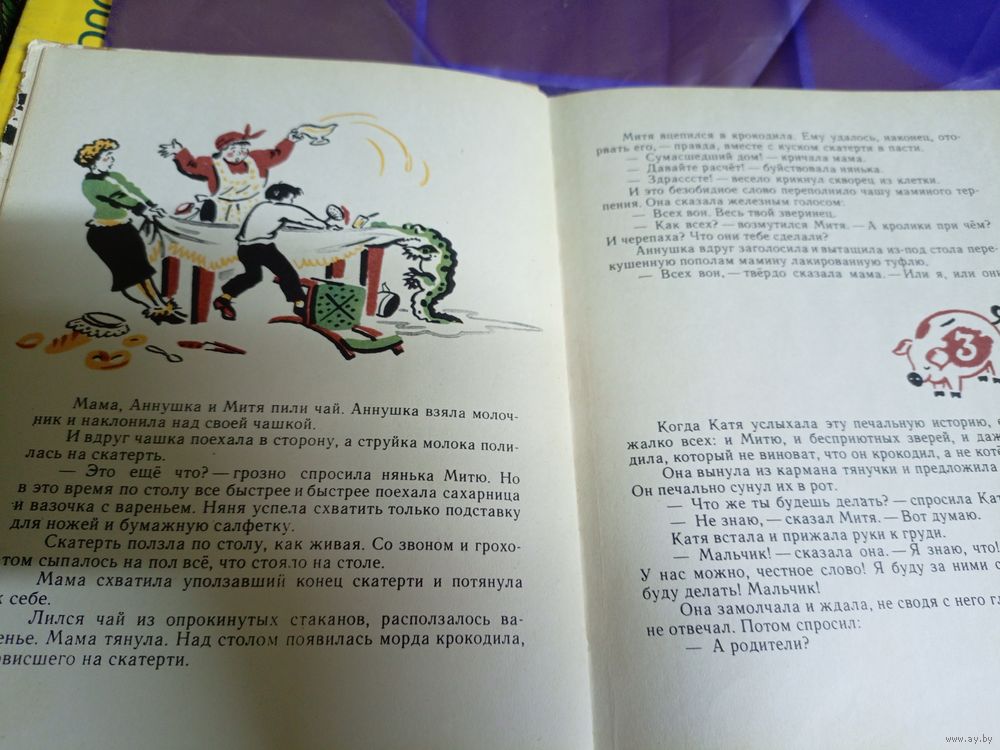 Мама, Аннушка и Митя пили чай. Аннушка взяла молоч-
ник и наклонила над своей чашкой.
И вдруг чашка поехала в сторону, а струйка молока поли-
лась на скатерть.
— Это ещё что? — грозно спросила нянька Митю. Но
в это время по столу все быстрее и быстрее поехала сахарница
и вазочка с вареньем. Няня успела схватить только подставку
для ножей и бумажную салфетку.
Скатерть ползла по столу, как живая. Со звоном и грохо-
том сыпалось на пол всё, что стояло на столе.
Мама схватила уползавший конец скатерти и потянула
к себе.
Лился чай из опрокинутых стаканов, расползалось ва-
ренье. Мама тянула. Над столом появилась морда крокодила,
повисшего на скатерти.
Митя вцепился в крокодила. Ему удалось, наконец, ото-
рвать его, — правда, вместе с куском скатерти в пасти.
— Сумасшедший дом! — кричала мама.
— Давайте расчёт! — буйствовала нянька.
— Здрасссте! — весело крикнул скворец из клетки.
И это безобидное слово переполнило чашу маминого тер-
пения. Она сказала железным голосом:
— Всех вон. Весь твой зверинец.
— Как всех? — возмутился Митя. — А кролики при чём?
И черепаха? Что они тебе сделали?
Аннушка вдруг заголосила и вытащила из-под стола пере-
кушенную пополам мамину лакированную туфлю.
— Всех вон, — твёрдо сказала мама. — Или я, или они
3
Когда Катя услыхала эту печальную историю,
жалко всех: и Митю, и бесприютных зверей, и даж
дила, который не виноват, что он крокодил, а не котё
Она вынула из кармана тянучки и предложила
Он печально сунул их в рот.
— Что же ты будешь делать? — спросила Кат
— Не знаю, — сказал Митя. — Вот думаю.
Катя встала и прижала руки к груди.
— Мальчик! — сказала она. — Я знаю, что!
У нас можно, честное слово! Я буду за ними с
буду делать! Мальчик!
Она замолчала и ждала, не сводя с него гл
не отвечал. Потом спросил:
— А родители?
www.ay.by